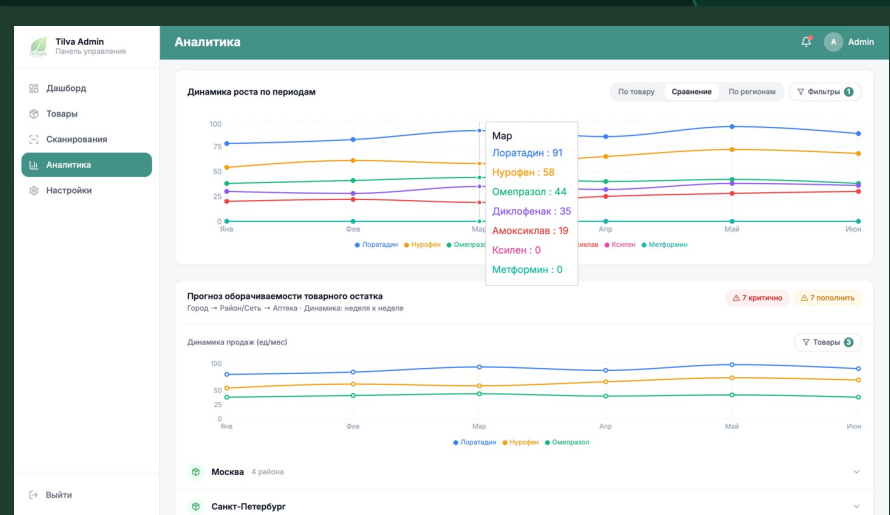 Tilva Admin
Панель управления
Аналитика
A
Admin
Дашборд
Товары
Сканирования
Аналитика
Настройки
Выйти
Динамика роста по периодам
По товару
Сравнение
По регионам
Фильтры 1
100
75
50
25
0
Янв
Фев
Мар
Апр
Май
Июн
Лоратадин
Нурофен
Мар
Лоратадин : 91
Нурофен : 58
Омепразол : 44
Диклофенак : 35
Амоксиклав : 19
Ксилен : 0
Метформин : 0
Ксилен
Метформин
Прогноз оборачиваемости товарного остатка
Город → Район/Сеть → Аптека · Динамика: неделя к неделе
7 критично
7 пополнить
Динамика продаж (ед/мес)
Товары 3
100
50
25
0
Янв
Фев
Мар
Апр
Май
Июн
Лоратадин
Нурофен
Омепразол
Москва 4 района
Санкт-Петербург